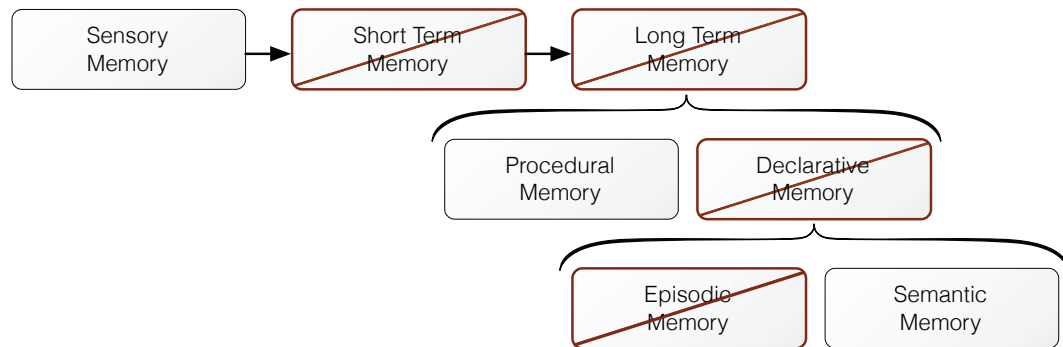 Sensory
Memory
Short Term
Memory
Long Term
Memory
Procedural
Memory
Declarative
Memory
Episodic
Memory
Semantic
Memory